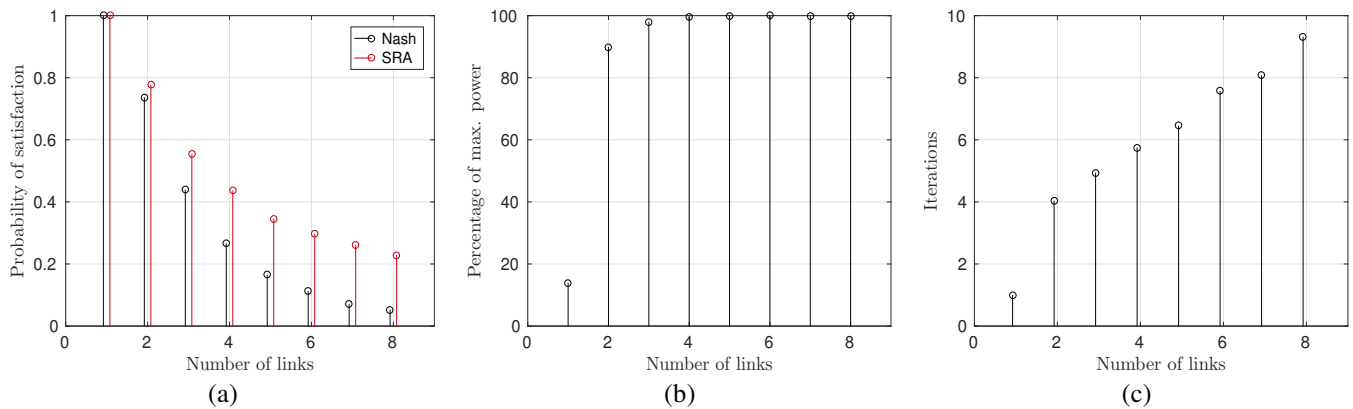 1
0.8
0.6
0.4
0.2
0
Probability of satisfaction
Nash
SRA
0 2 4 6 8
Number of links
(a)
100
80
60
40
20
0
Percentage of max. power
0 2 4 6 8
Number of links
(b)
10
8
6
4
2
0
Iterations
0 2 4 6 8
Number of links
(c)